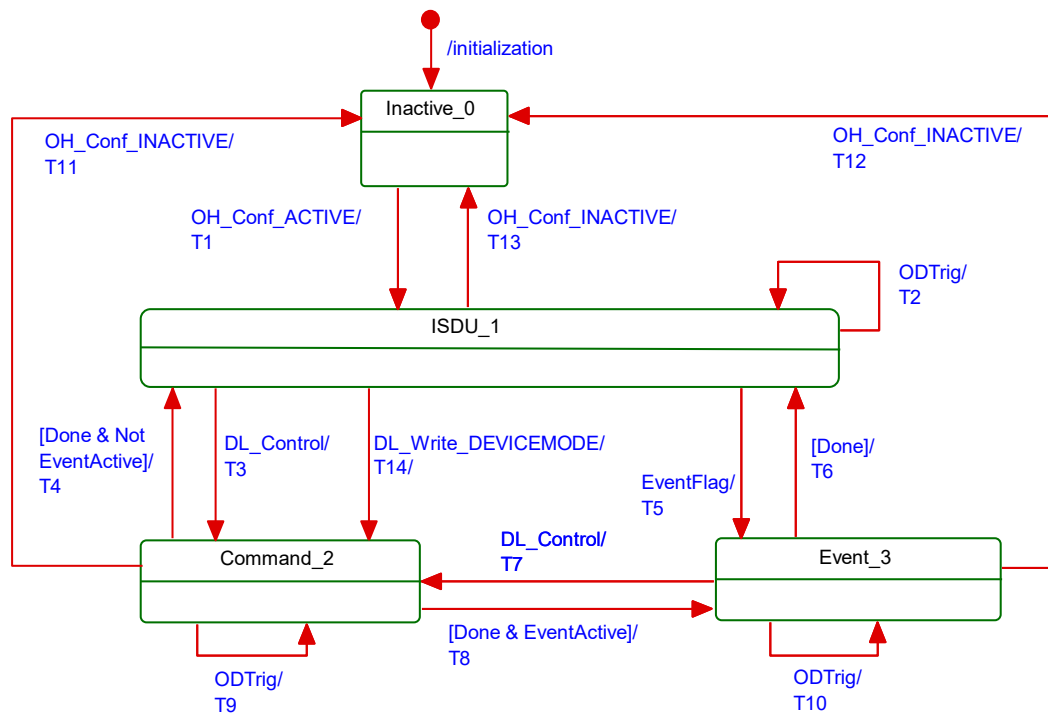 /initialization
Inactive_0
OH_Conf_INACTIVE/
T11
OH_Conf_INACTIVE/
T12
OH_Conf_ACTIVE/
T1
OH_Conf_INACTIVE/
T13
ODTrig/
T2
ISDU_1
[Done & Not
EventActive]/
T4
DL_Control/
T3
DL_Write_DEVICEMODE/
T14/
EventFlag/
T5
[Done]/
T6
Command_2
DL_Control/
T7
Event_3
[Done & EventActive]/
T8
ODTrig/
T9
ODTrig/
T10